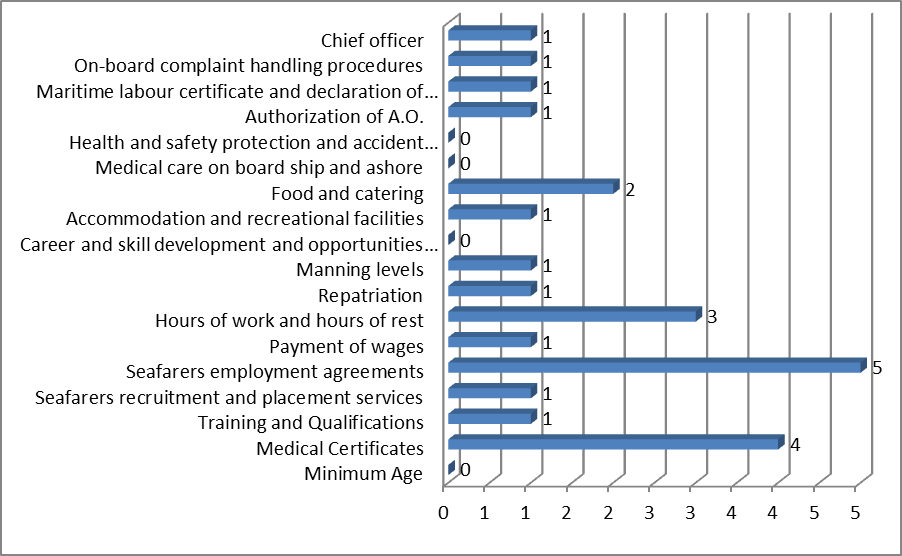 Chief officer 1
On-board complaint handling procedures 1
Maritime labour certificate and declaration of... 1
Authorization of A.O. 1
Health and safety protection and accident... 0
Medical care on board ship and ashore 0
Food and catering 2
Accommodation and recreational facilities 1
Career and skill development and opportunities... 0
Manning levels 1
Repatriation 1
Hours of work and hours of rest 3
Payment of wages 1
Seafarers employment agreements 5
Seafarers recruitment and placement services 1
Training and Qualifications 1
Medical Certificates 4
Minimum Age 0
0 1 1 2 2 3 3 4 4 5 5